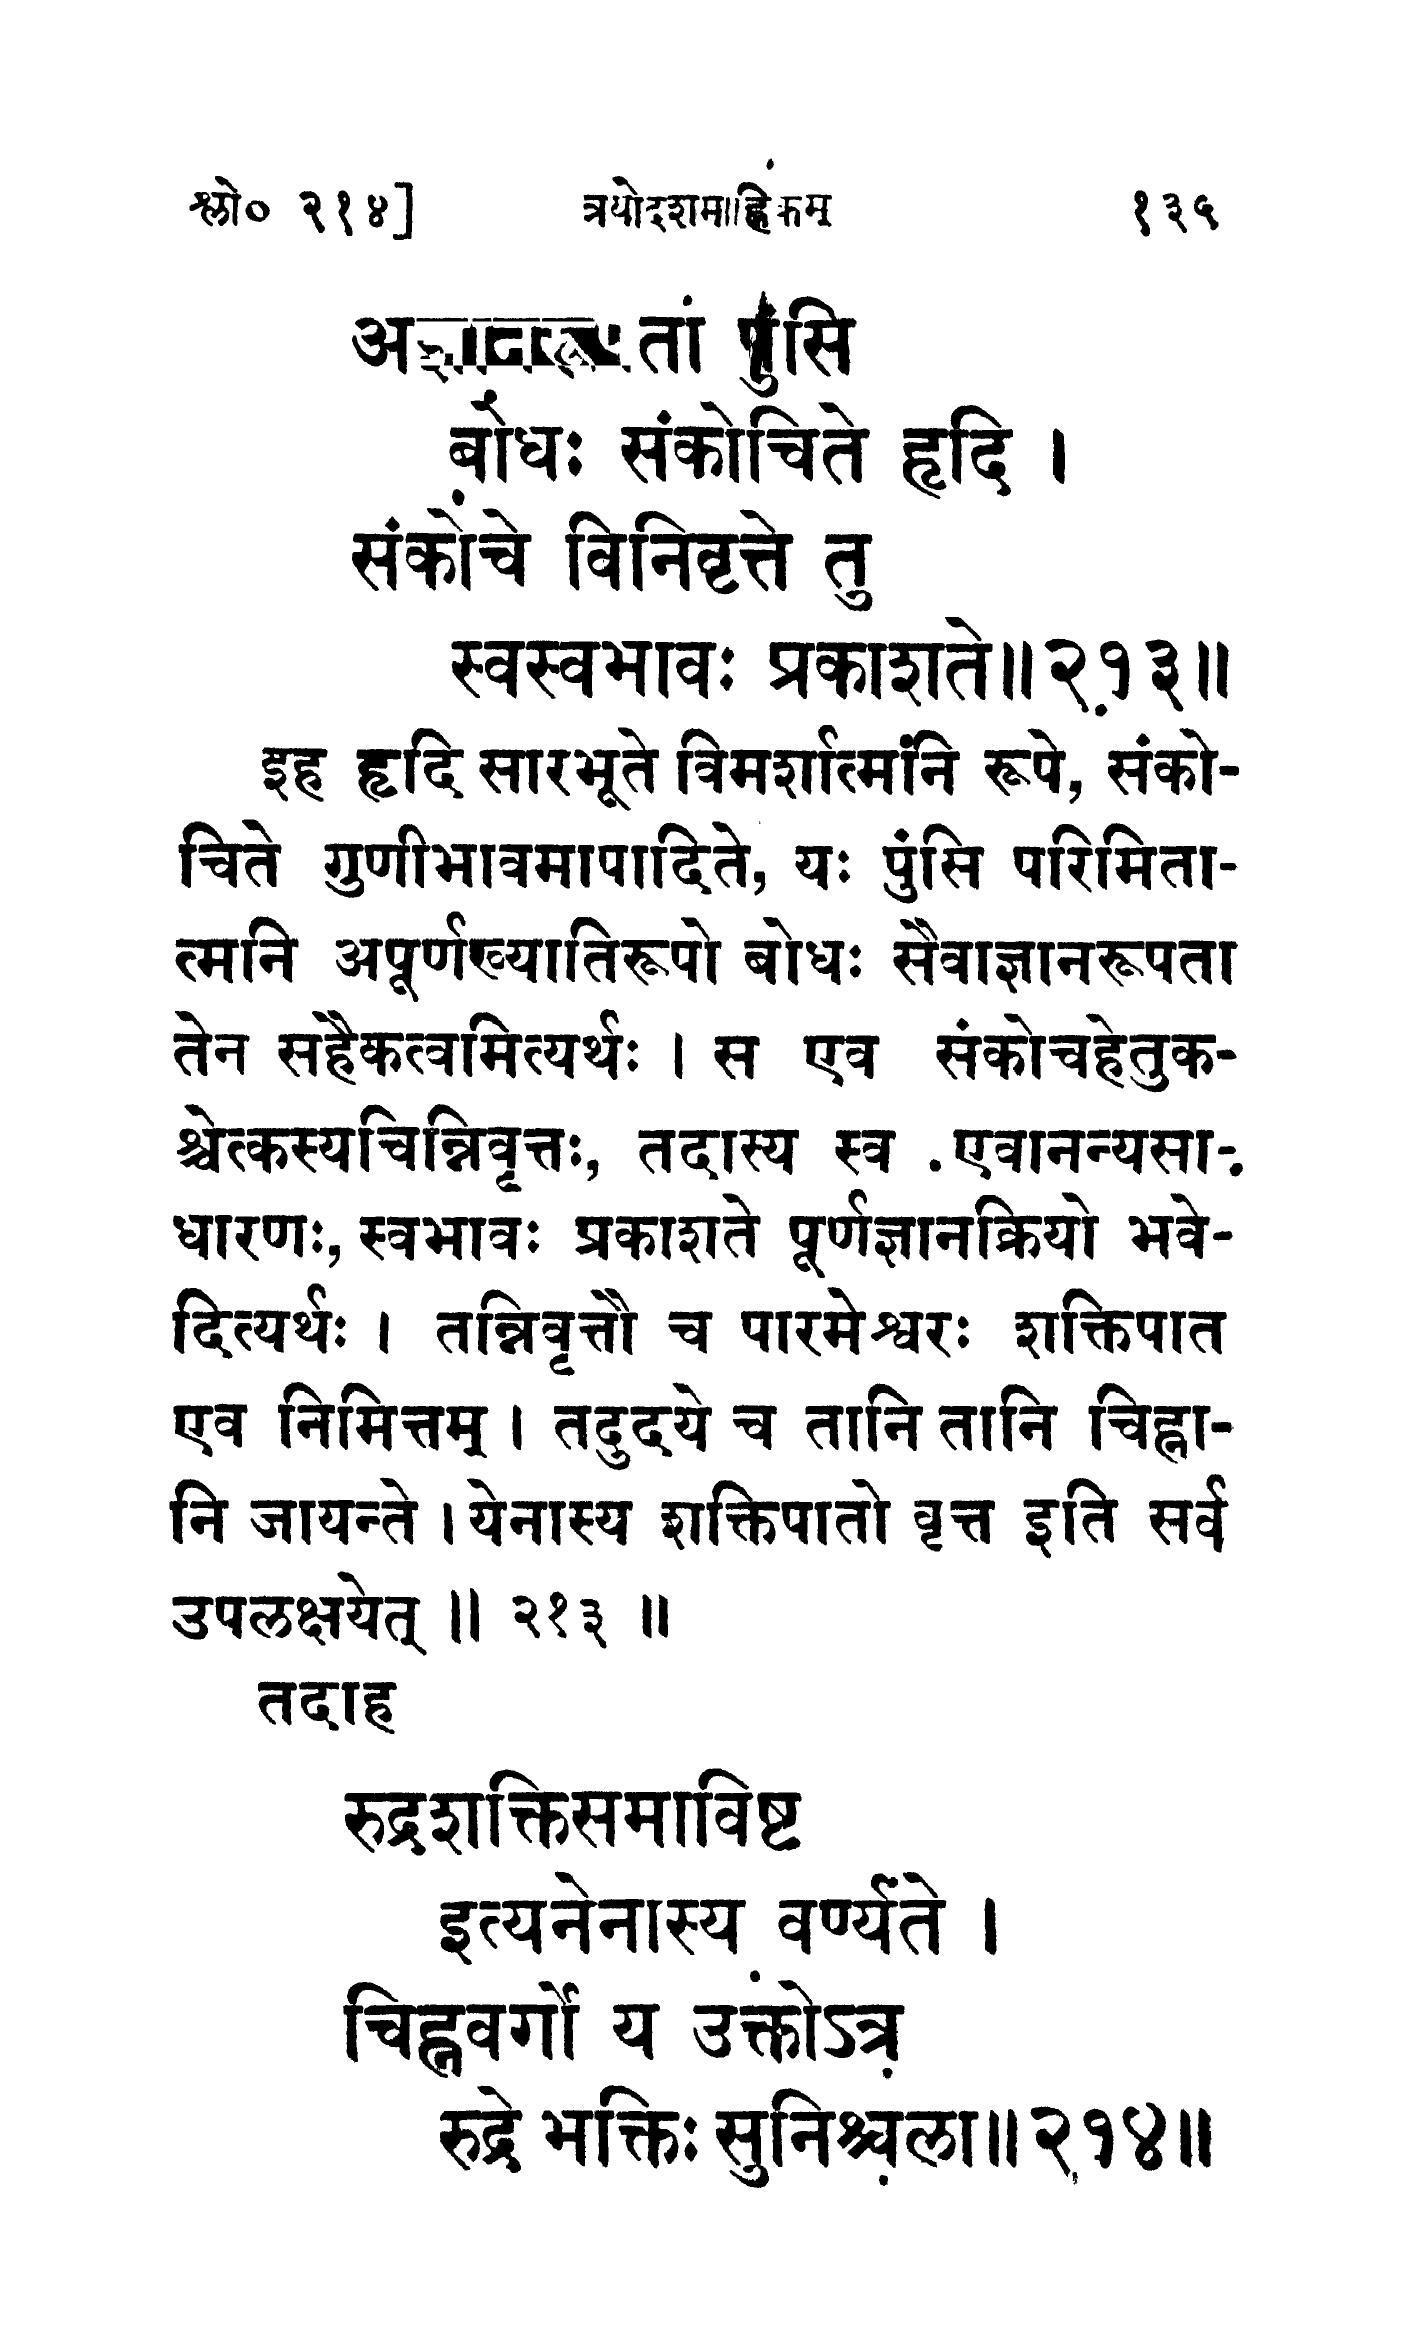 श्लो० २१४] त्रयोदशमाह्निकम् १३५
पुंसि
बोधः संकोचिते हृदि ।
संकोचे विनिवृत्ते तु
स्वस्वभावः प्रकाशते॥२१३॥
इह हृदि सारभूते विमर्शात्मनि रूपे, संको-
चिते गुणीभावमापादिते, यः पुंसि परिमिता-
त्मनि अपूर्णख्यातिरूपो बोधः सैवाज्ञानरूपता
तेन सहैकत्वमित्यर्थः । स एव संकोचहेतुक-
श्चेत्कस्यचिन्निवृत्तः, तदास्य स्व एवानन्यसा-
धारणः, स्वभावः प्रकाशते पूर्णज्ञानक्रियो भवे-
दित्यर्थः । तन्निवृत्तौ च पारमेश्वरः शक्तिपात
एव निमित्तम् । तदुदये च तानि तानि चिह्ना-
नि जायन्ते । येनास्य शक्तिपातो वृत्त इति सर्व
उपलक्षयेत् ॥ २१३ ॥
तदाह
रुद्रशक्तिसमाविष्ट
इत्यनेनास्य वर्ण्यते ।
चिह्नवर्गो य उक्तोऽत्र
रुद्रे भक्तिः सुनिश्चला॥२१४॥